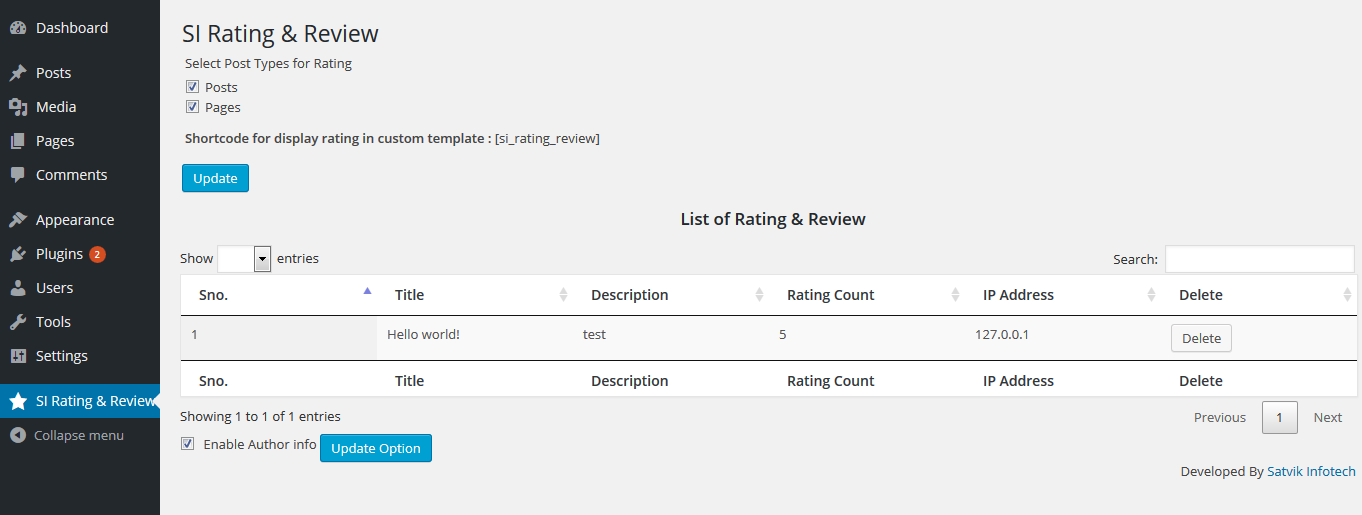 Dashboard
Posts
Media
Pages
Comments
Appearance
Plugins 2
Users
Tools
Settings
SI Rating & Review
Collapse menu
SI Rating & Review
Select Post Types for Rating
Posts
Pages
Shortcode for display rating in custom template : [si_rating_review]
Update
List of Rating & Review
Show entries Search:
Sno. Title Description Rating Count IP Address Delete
1 Hello world! test 5 127.0.0.1 Delete
Sno. Title Description Rating Count IP Address Delete
Showing 1 to 1 of 1 entries Previous 1 Next
Enable Author info Update Option
Developed By Satvik Infotech